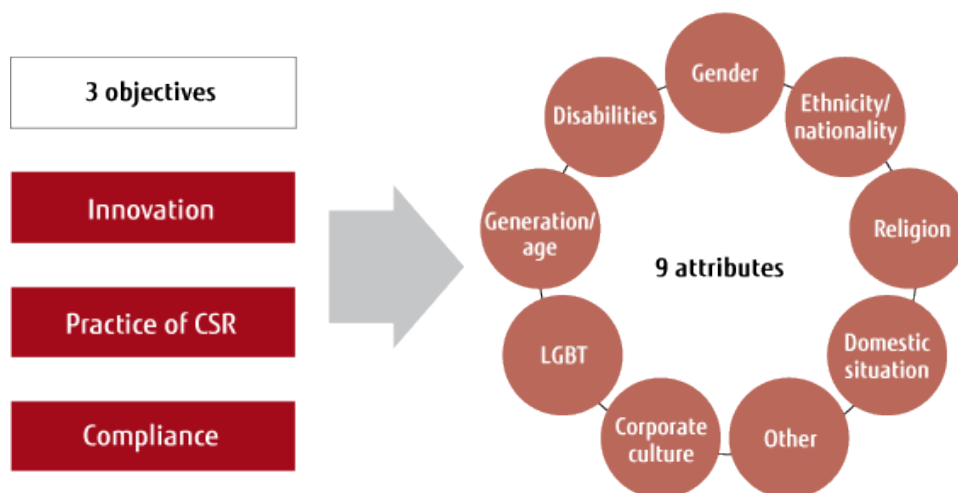 3 objectives
Innovation
Practice of CSR
Compliance
Gender
Ethnicity/
nationality
Religion
Domestic
situation
Other
Corporate
culture
LGBT
Generation/
age
Disabilities
9 attributes